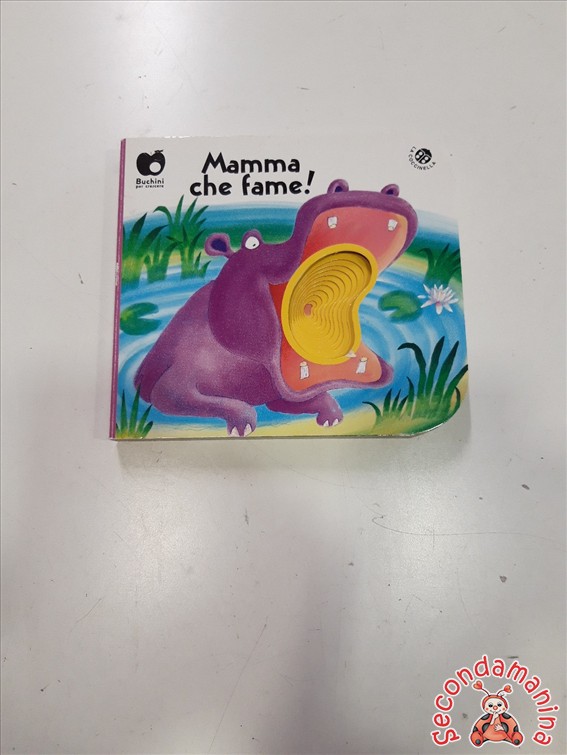 Mamma
che fame!
Buchini
per crescere
LA COCCINELLA
Secondamanina